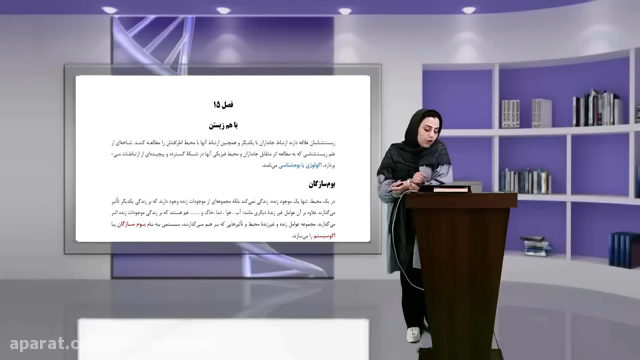 فصل ۱۵
با هم زیستن
زیست‌شناسان علاقه دارند ارتباط جانداران با یکدیگر و همچنین ارتباط آنها با محیط اطرافشان را مطالعه کنند. شاخه‌ای از
علم زیست‌شناسی که به مطالعه اثر متقابل جانداران و محیط فیزیکی آنها در شبکهٔ گسترده و پیچیده‌ای از ارتباطات می‌-
پردازد، اکولوژی یا بوم‌شناسی می‌نامند.
بوم‌سازگان
در یک محیط، تنها یک موجود زنده، زندگی نمی‌کند بلکه مجموعه‌ای از موجودات زنده وجود دارند که بر زندگی یکدیگر تأثیر
می‌گذارند. علاوه بر آن عوامل غیر زندهٔ دیگری مانند: آب ، هوا ، دما ،خاک و ...... هم هستند که بر زندگی موجودات زنده اثر
می‌گذارند. مجموعه عوامل زنده و غیرزندهٔ محیط و تأثیرهایی که بر هم می‌گذارند، سیستمی به نام بوم سازگان یا
اکوسیستم را می‌سازند.
aparat.com/